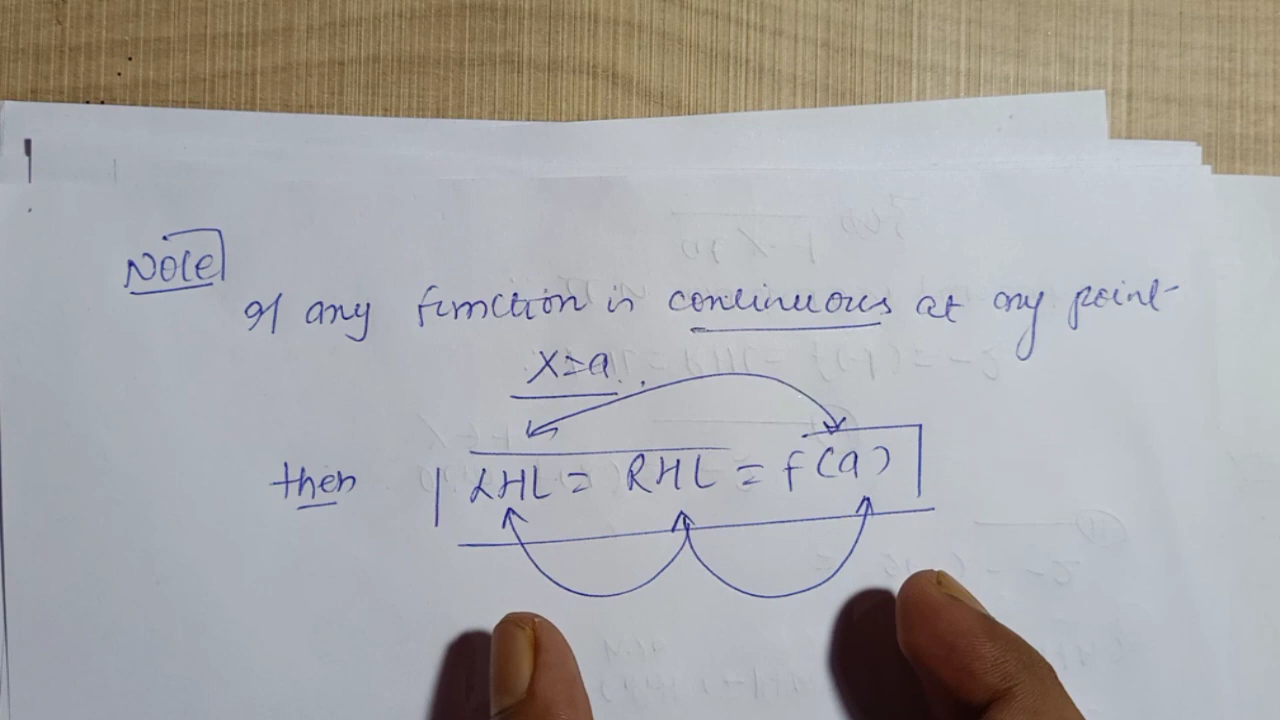 Note
If any function is continuous at any point
x=a.
then LHL = RHL = f(a)